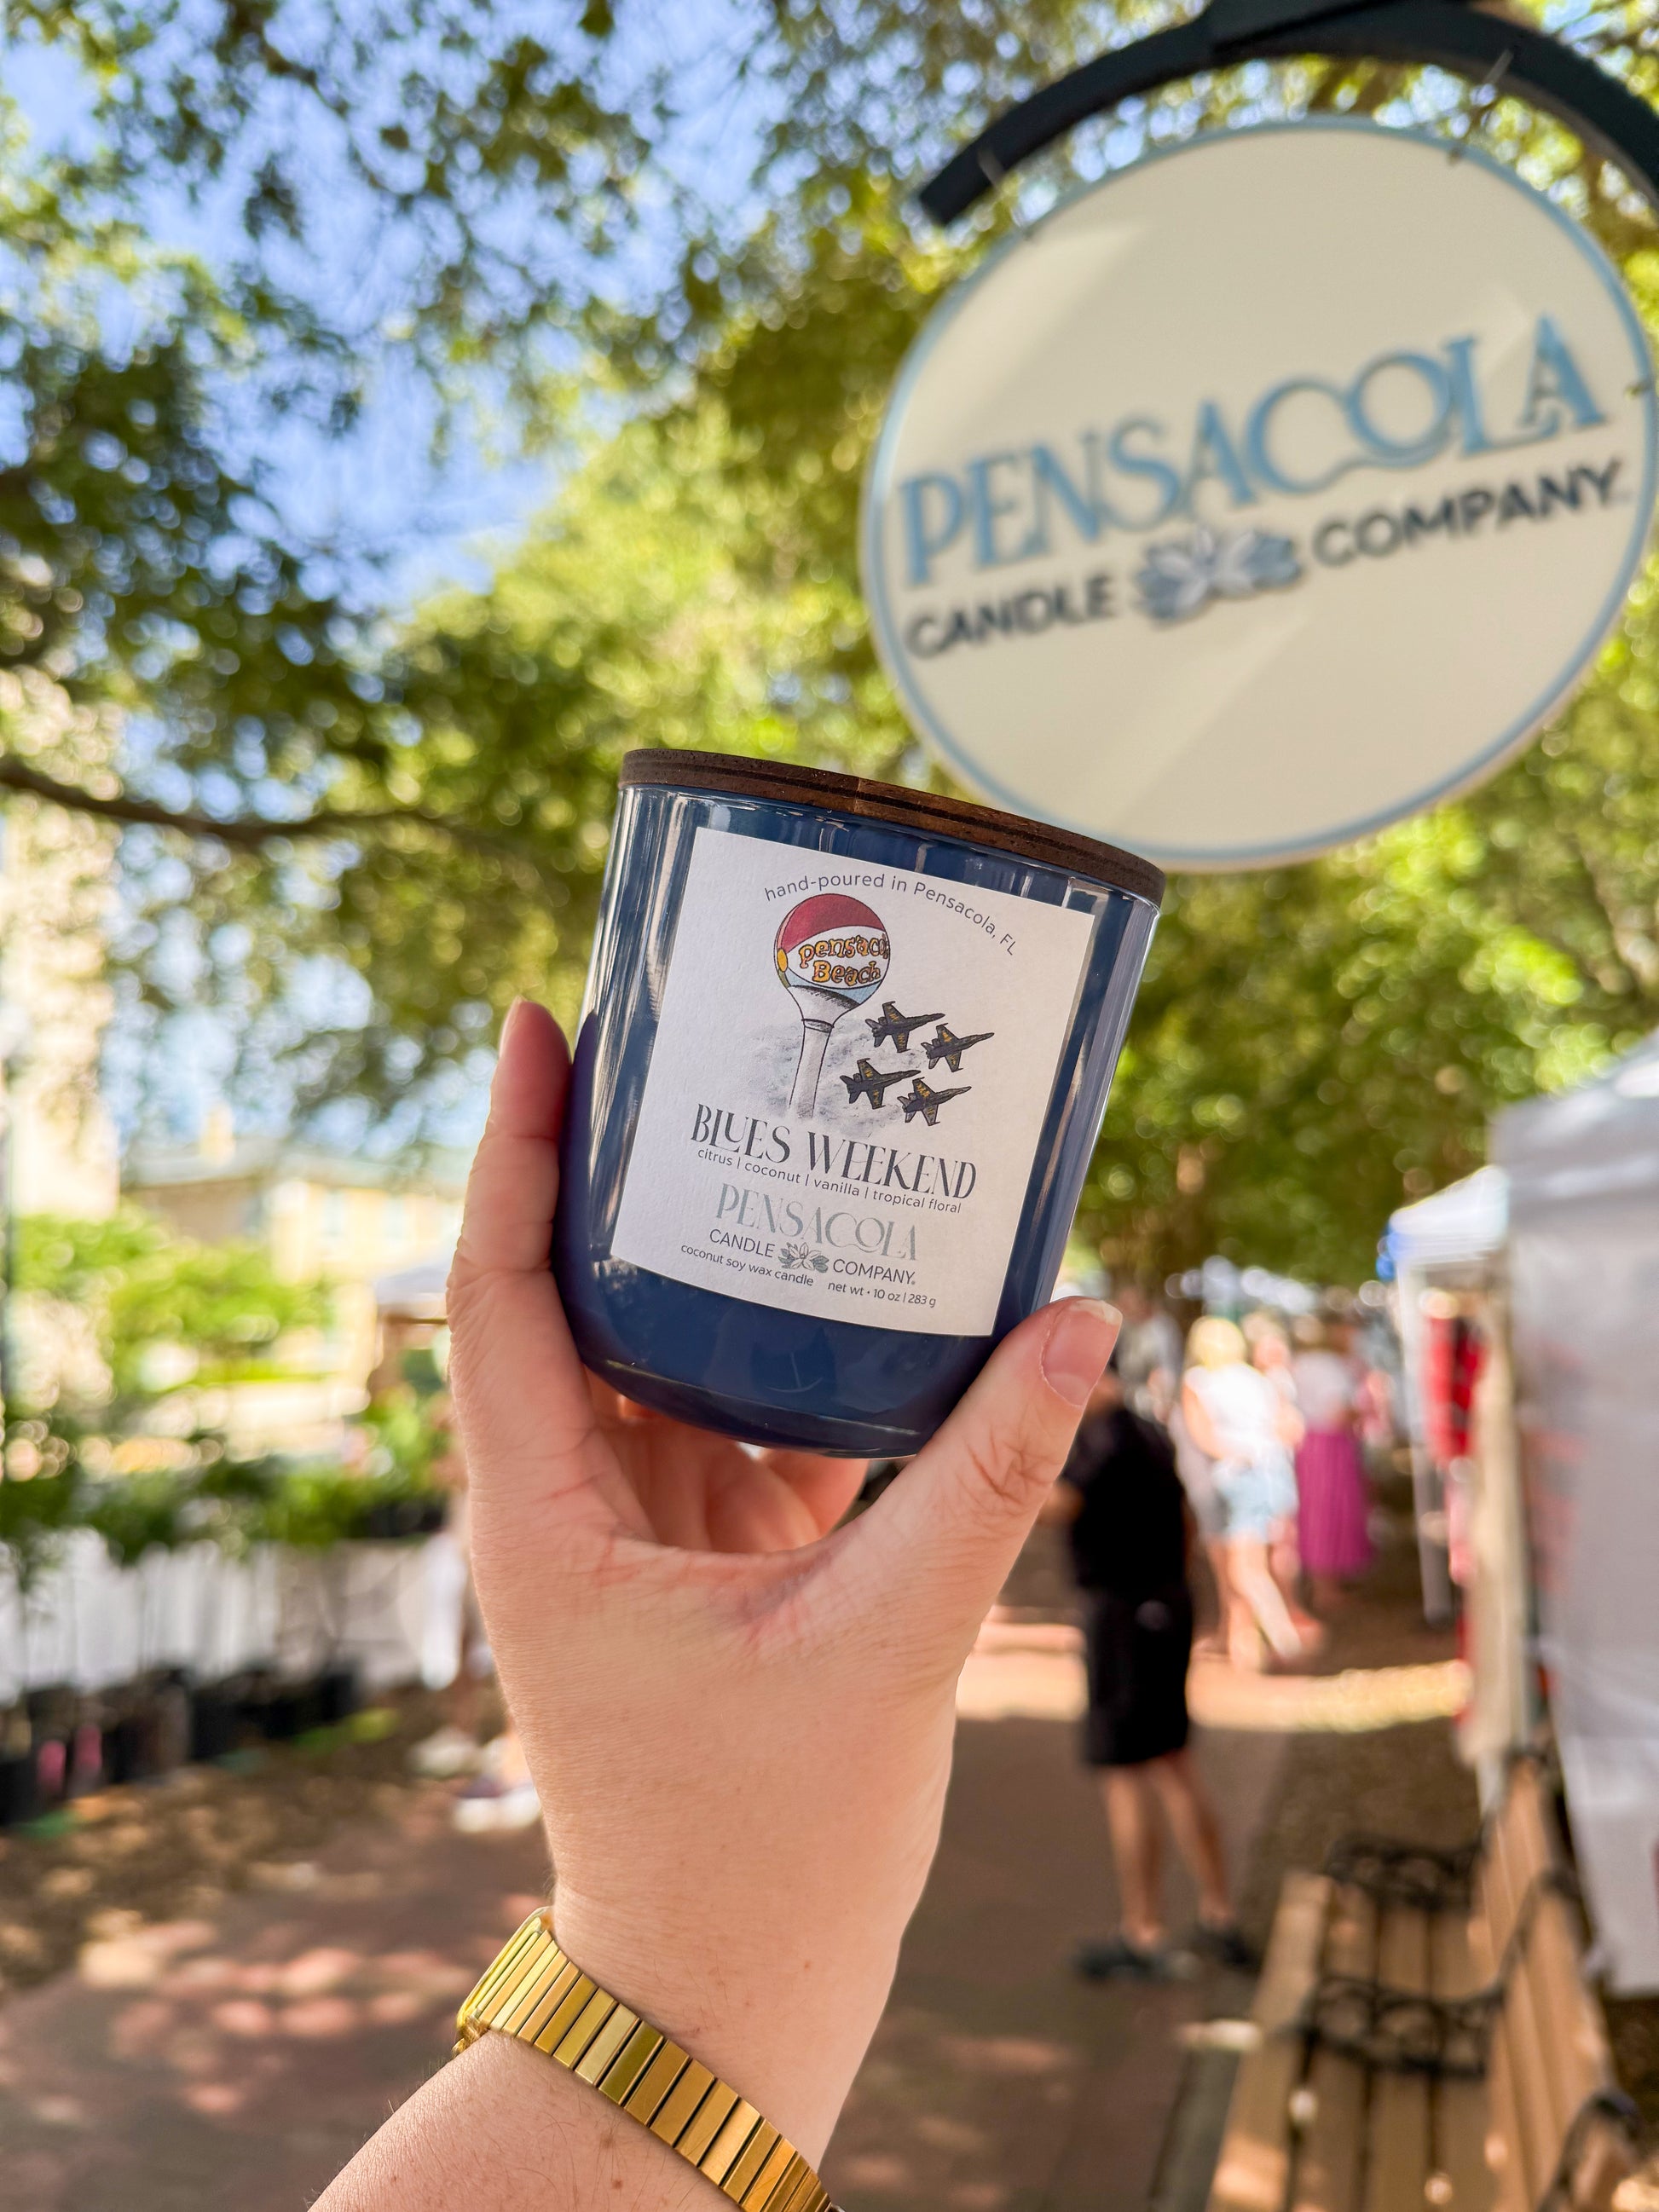 PENSACOLA
CANDLE COMPANY
hand-poured in Pensacola, FL
Pensaco
Beach
BLUES WEEKEND
citrus | coconut | vanilla | tropical floral
PENSACOLA
CANDLE COMPANY®
coconut soy wax candle net wt • 10 oz | 283 g